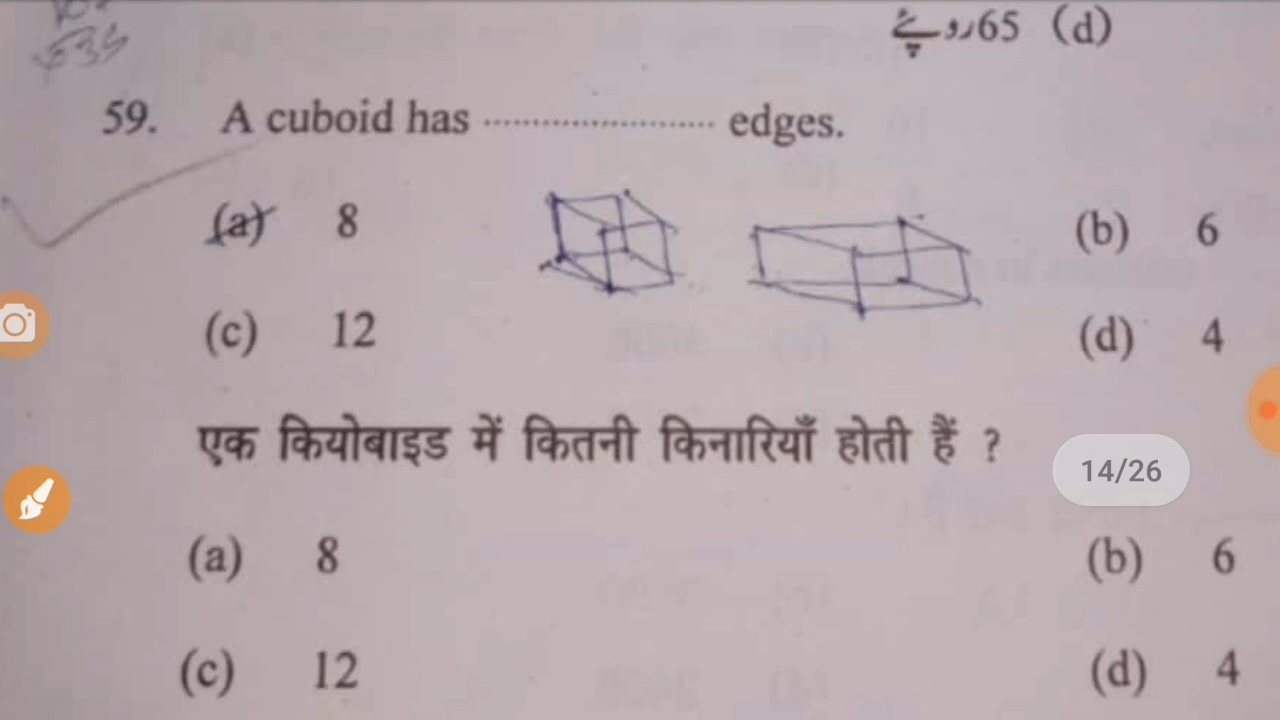 65روپے (d)
59. A cuboid has ........................ edges.
(a) 8 (b) 6
(c) 12 (d) 4
एक कियोबाइड में कितनी किनारियाँ होती हैं ?
14/26
(a) 8 (b) 6
(c) 12 (d) 4